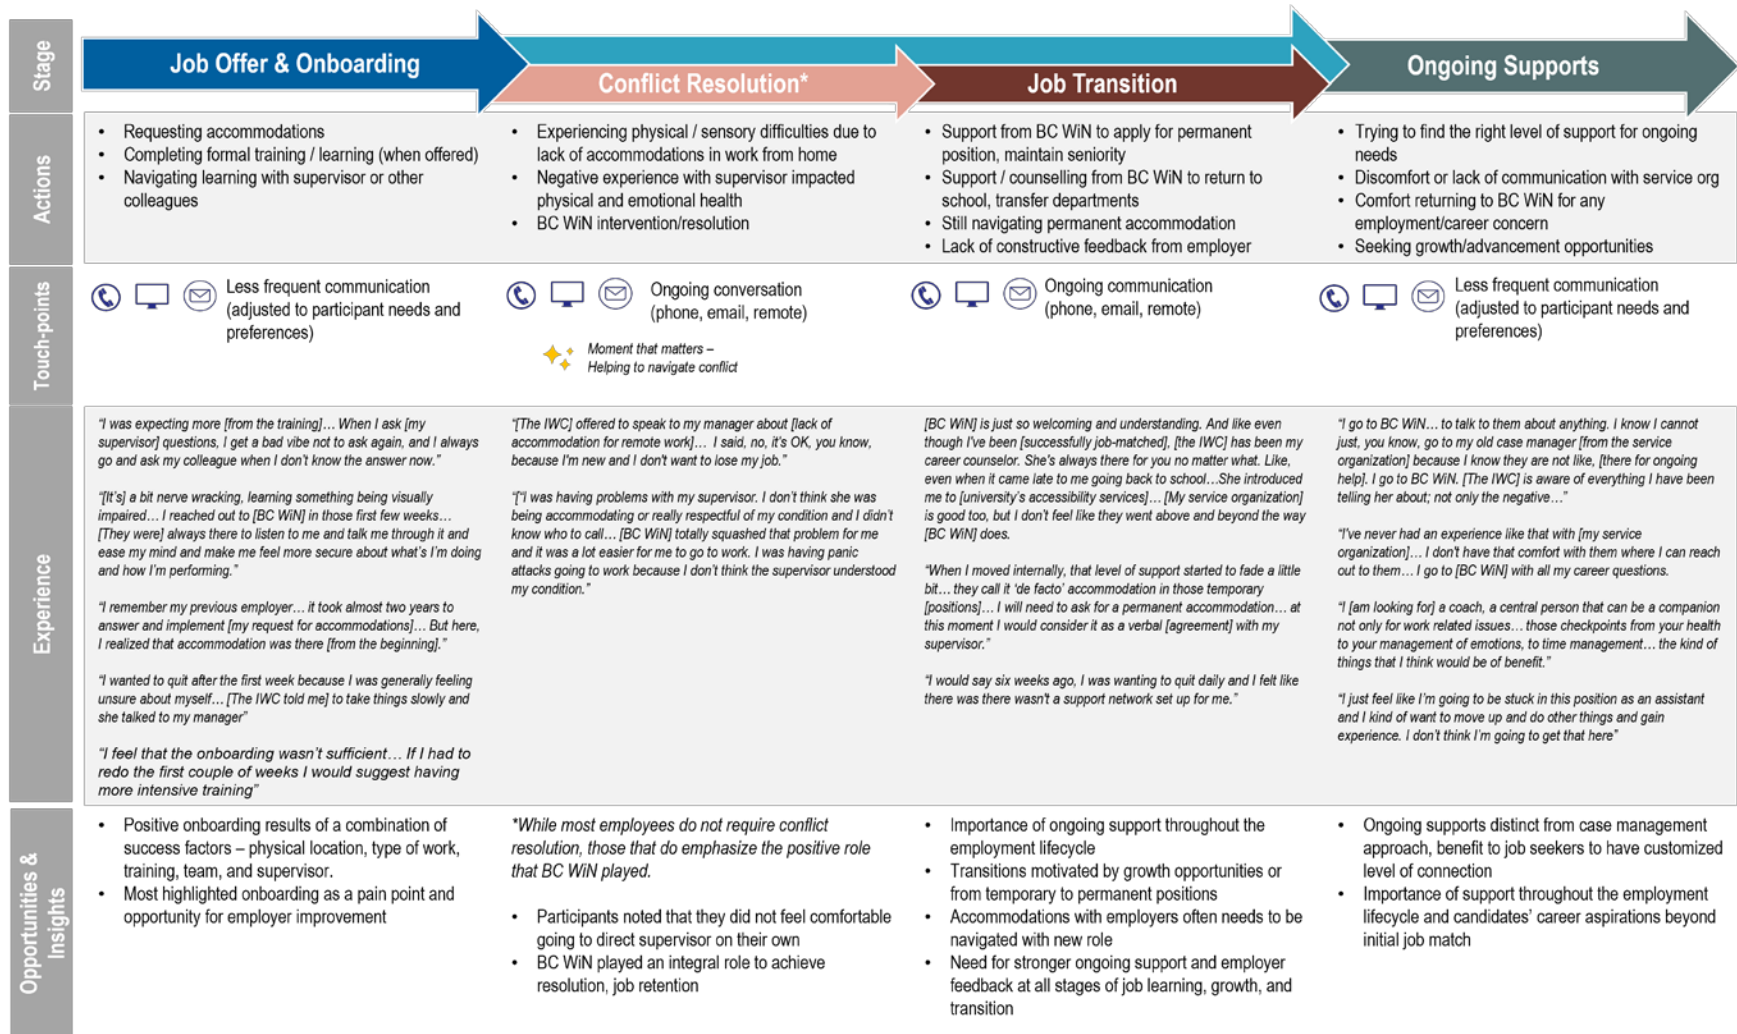 Stage
Job Offer & Onboarding
Conflict Resolution*
Job Transition
Ongoing Supports
Actions
• Requesting accommodations
• Completing formal training / learning (when offered)
• Navigating learning with supervisor or other
colleagues
• Experiencing physical / sensory difficulties due to
lack of accommodations in work from home
• Negative experience with supervisor impacted
physical and emotional health
• BC WiN intervention/resolution
• Support from BC WiN to apply for permanent
position, maintain seniority
• Support / counselling from BC WiN to return to
school, transfer departments
• Still navigating permanent accommodation
• Lack of constructive feedback from employer
• Trying to find the right level of support for ongoing
needs
• Discomfort or lack of communication with service org
• Comfort returning to BC WiN for any
employment/career concern
• Seeking growth/advancement opportunities
Touch-points
Less frequent communication
(adjusted to participant needs and
preferences)
Ongoing conversation
(phone, email, remote)
Moment that matters –
Helping to navigate conflict
Ongoing communication
(phone, email, remote)
Less frequent communication
(adjusted to participant needs and
preferences)
Experience
“I was expecting more [from the training]… When I ask [my
supervisor] questions, I get a bad vibe not to ask again, and I always
go and ask my colleague when I don’t know the answer now.”
“[It’s] a bit nerve wracking, learning something being visually
impaired… I reached out to [BC WiN] in those first few weeks…
[They were] always there to listen to me and talk me through it and
ease my mind and make me feel more secure about what’s I’m doing
and how I’m performing.”
“I remember my previous employer… it took almost two years to
answer and implement [my request for accommodations]… But here,
I realized that accommodation was there [from the beginning].”
“I wanted to quit after the first week because I was generally feeling
unsure about myself… [The IWC told me] to take things slowly and
she talked to my manager”
“I feel that the onboarding wasn’t sufficient… If I had to
redo the first couple of weeks I would suggest having
more intensive training”
“[The IWC] offered to speak to my manager about [lack of
accommodation for remote work]… I said, no, it's OK, you know,
because I'm new and I don't want to lose my job.”
“[“I was having problems with my supervisor. I don’t think she was
being accommodating or really respectful of my condition and I didn’t
know who to call… [BC WiN] totally squashed that problem for me
and it was a lot easier for me to go to work. I was having panic
attacks going to work because I don’t think the supervisor understood
my condition.”
[BC WiN] is just so welcoming and understanding. And like even
though I’ve been [successfully job-matched], [the IWC] has been my
career counselor. She’s always there for you no matter what. Like,
even when it came late to me going back to school…She introduced
me to [university’s accessibility services]… [My service organization]
is good too, but I don’t feel like they went above and beyond the way
[BC WiN] does.
“When I moved internally, that level of support started to fade a little
bit… they call it ‘de facto’ accommodation in those temporary
[positions]… I will need to ask for a permanent accommodation… at
this moment I would consider it as a verbal [agreement] with my
supervisor.”
“I would say six weeks ago, I was wanting to quit daily and I felt like
there was there wasn't a support network set up for me.”
“I go to BC WiN… to talk to them about anything. I know I cannot
just, you know, go to my old case manager [from the service
organization] because I know they are not like, [there for ongoing
help]. I go to BC WiN. [The IWC] is aware of everything I have been
telling her about; not only the negative…”
“I've never had an experience like that with [my service
organization]… I don't have that comfort with them where I can reach
out to them… I go to [BC WiN] with all my career questions.
“I [am looking for] a coach, a central person that can be a companion
not only for work related issues… those checkpoints from your health
to your management of emotions, to time management… the kind of
things that I think would be of benefit.”
“I just feel like I’m going to be stuck in this position as an assistant
and I kind of want to move up and do other things and gain
experience. I don’t think I’m going to get that here”
Opportunities &
Insights
• Positive onboarding results of a combination of
success factors – physical location, type of work,
training, team, and supervisor.
• Most highlighted onboarding as a pain point and
opportunity for employer improvement
*While most employees do not require conflict
resolution, those that do emphasize the positive role
that BC WiN played.
• Participants noted that they did not feel comfortable
going to direct supervisor on their own
• BC WiN played an integral role to achieve
resolution, job retention
• Importance of ongoing support throughout the
employment lifecycle
• Transitions motivated by growth opportunities or
from temporary to permanent positions
• Accommodations with employers often needs to be
navigated with new role
• Need for stronger ongoing support and employer
feedback at all stages of job learning, growth, and
transition
• Ongoing supports distinct from case management
approach, benefit to job seekers to have customized
level of connection
• Importance of support throughout the employment
lifecycle and candidates’ career aspirations beyond
initial job match